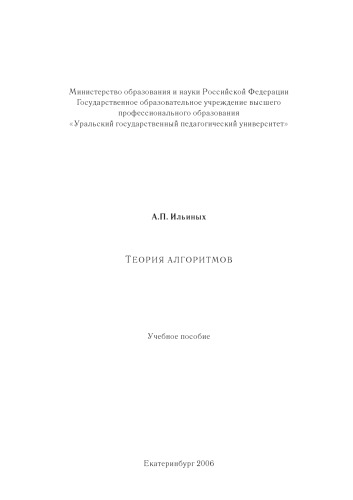 Министерство образования и науки Российской Федерации
Государственное образовательное учреждение высшего
профессионального образования
«Уральский государственный педагогический университет»
А.П. Ильиных
Теория алгоритмов
Учебное пособие
Екатеринбург 2006